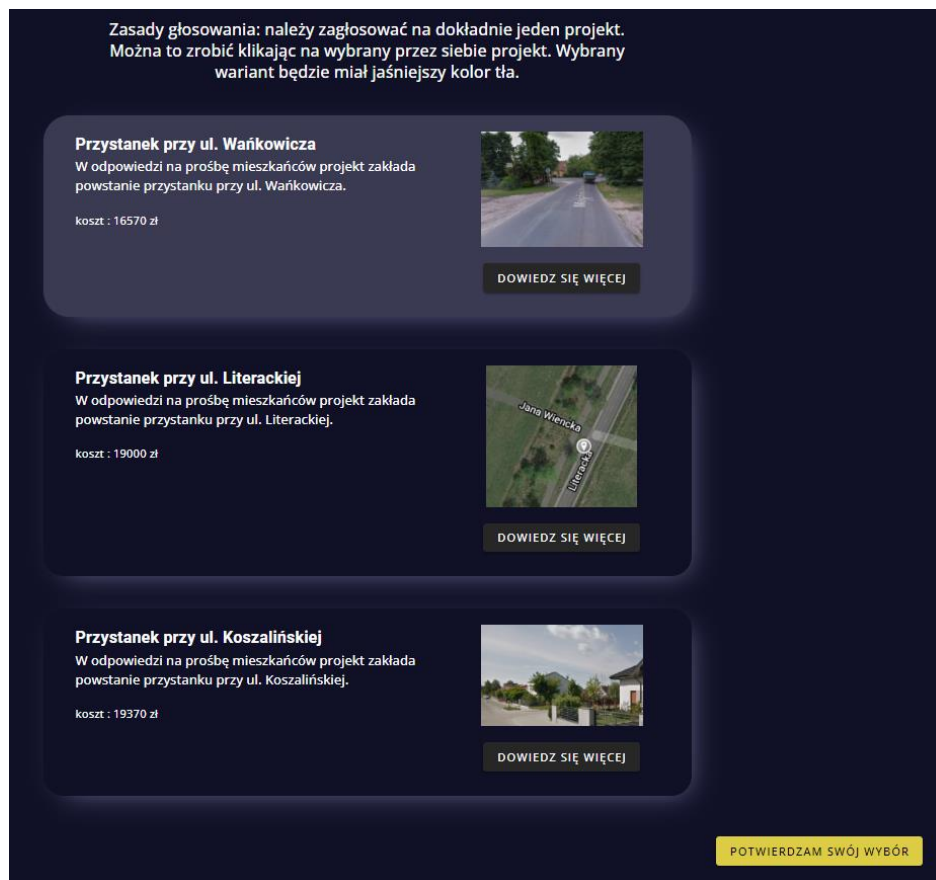 Zasady głosowania: należy zagłosować na dokładnie jeden projekt.
Można to zrobić klikając na wybrany przez siebie projekt. Wybrany
wariant będzie miał jaśniejszy kolor tła.
Przystanek przy ul. Wańkowicza
W odpowiedzi na prośbę mieszkańców projekt zakłada
powstanie przystanku przy ul. Wańkowicza.
koszt : 16570 zł
DOWIEDZ SIĘ WIĘCEJ
Przystanek przy ul. Literackiej
W odpowiedzi na prośbę mieszkańców projekt zakłada
powstanie przystanku przy ul. Literackiej.
koszt : 19000 zł
Jana Wiencka
Literacka
DOWIEDZ SIĘ WIĘCEJ
Przystanek przy ul. Koszalińskiej
W odpowiedzi na prośbę mieszkańców projekt zakłada
powstanie przystanku przy ul. Koszalińskiej.
koszt : 19370 zł
DOWIEDZ SIĘ WIĘCEJ
POTWIERDZAM SWÓJ WYBÓR